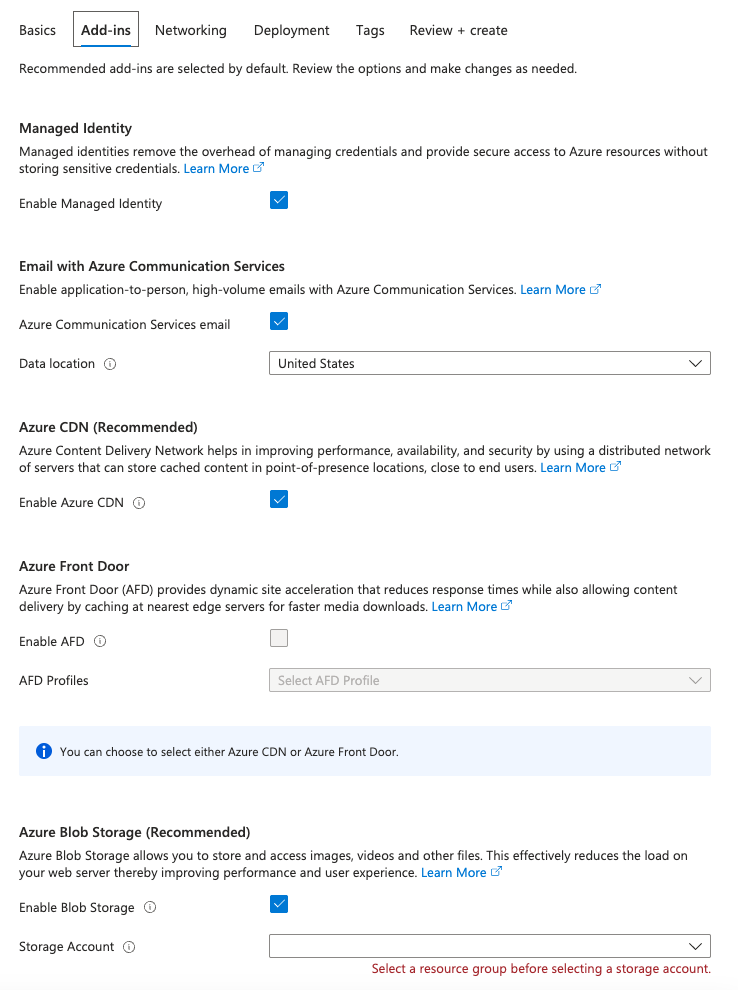 Basics Add-ins Networking Deployment Tags Review + create
Recommended add-ins are selected by default. Review the options and make changes as needed.
Managed Identity
Managed identities remove the overhead of managing credentials and provide secure access to Azure resources without
storing sensitive credentials. Learn More
Enable Managed Identity
Email with Azure Communication Services
Enable application-to-person, high-volume emails with Azure Communication Services. Learn More
Azure Communication Services email
Data location United States
Azure CDN (Recommended)
Azure Content Delivery Network helps in improving performance, availability, and security by using a distributed network
of servers that can store cached content in point-of-presence locations, close to end users. Learn More
Enable Azure CDN
Azure Front Door
Azure Front Door (AFD) provides dynamic site acceleration that reduces response times while also allowing content
delivery by caching at nearest edge servers for faster media downloads. Learn More
Enable AFD
AFD Profiles Select AFD Profile
You can choose to select either Azure CDN or Azure Front Door.
Azure Blob Storage (Recommended)
Azure Blob Storage allows you to store and access images, videos and other files. This effectively reduces the load on
your web server thereby improving performance and user experience. Learn More
Enable Blob Storage
Storage Account
Select a resource group before selecting a storage account.